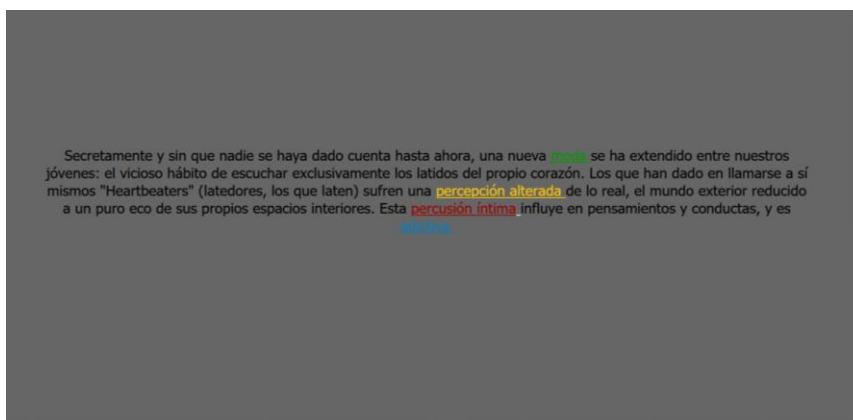 Secretamente y sin que nadie se haya dado cuenta hasta ahora, una nueva moda se ha extendido entre nuestros
jóvenes: el vicioso hábito de escuchar exclusivamente los latidos del propio corazón. Los que han dado en llamarse a sí
mismos "Heartbeaters" (latedores, los que laten) sufren una percepción alterada de lo real, el mundo exterior reducido
a un puro eco de sus propios espacios interiores. Esta percusión íntima influye en pensamientos y conductas, y es